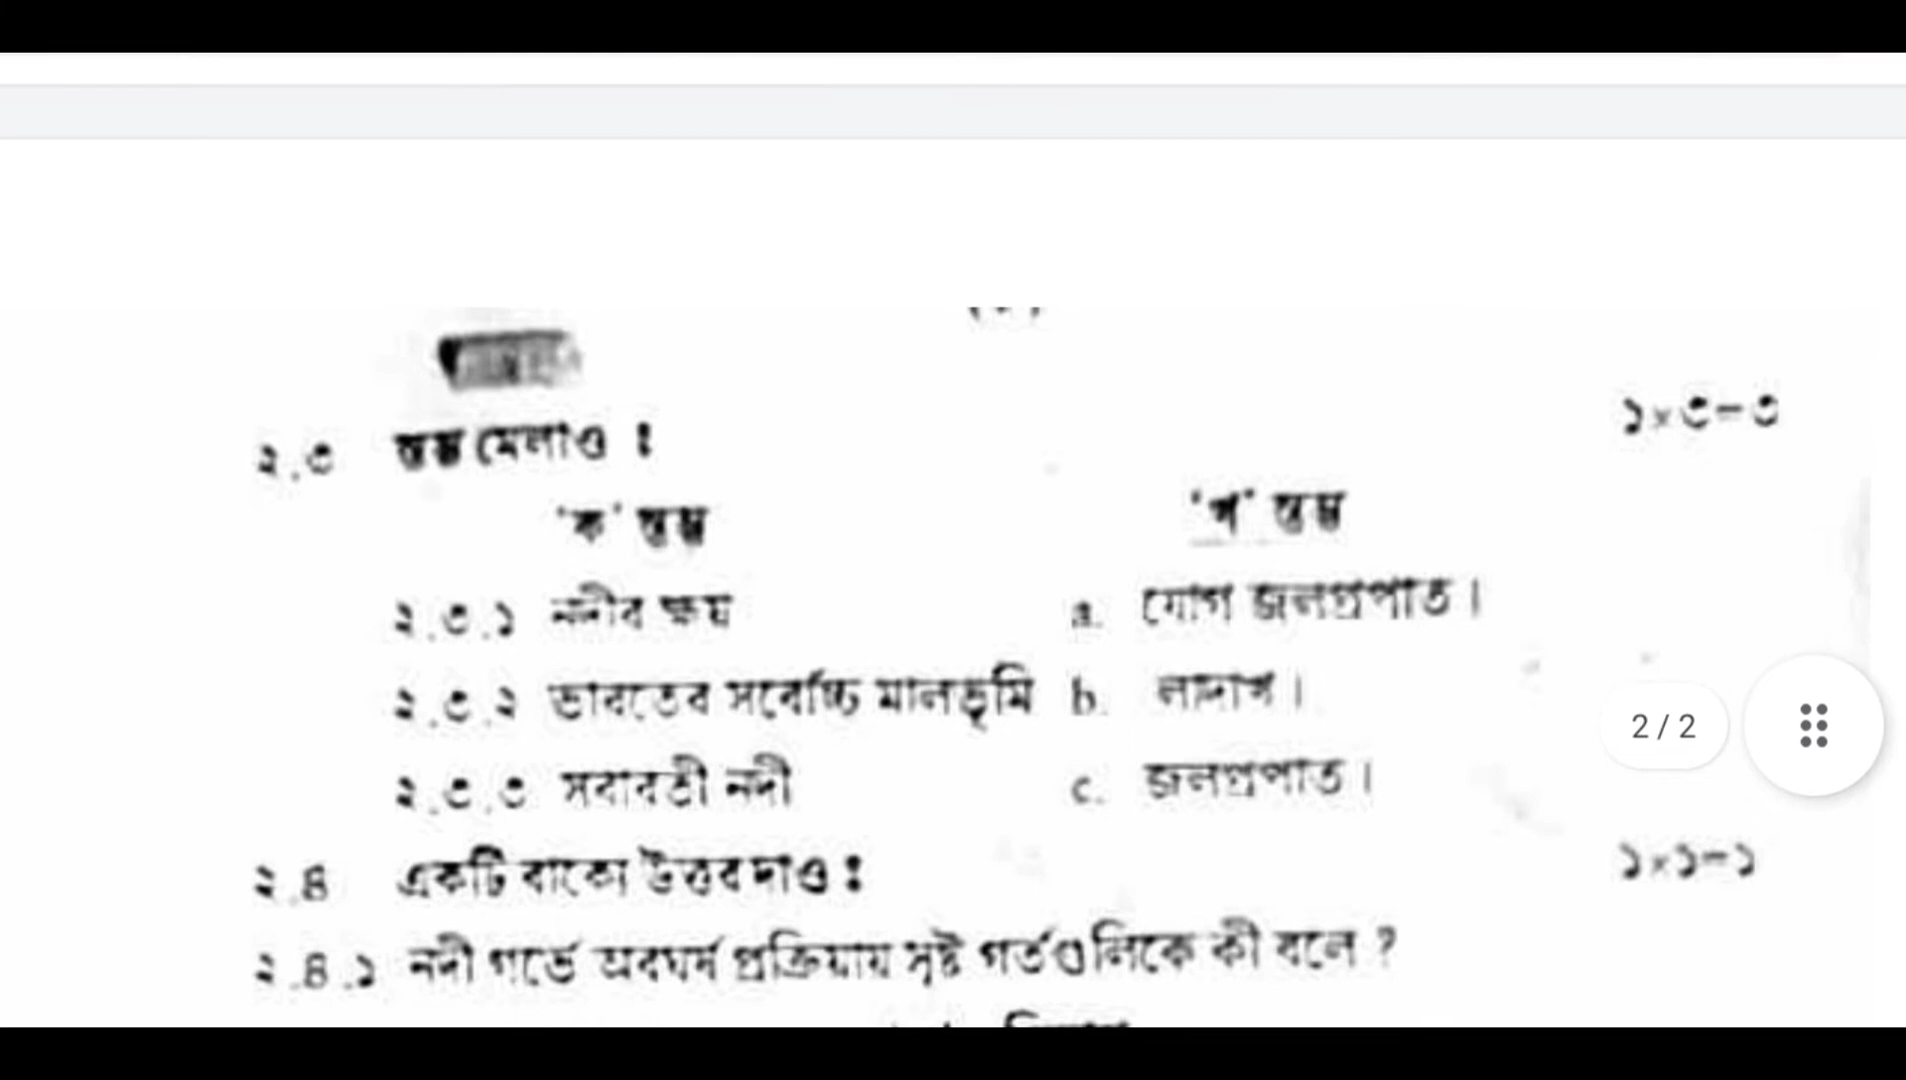 ২.৩ স্তম্ভ মেলাও : ১×৩=৩
'ক' স্তম্ভ 'খ' স্তম্ভ
২.৩.১ নদীর ক্ষয় a. যোগ জলপ্রপাত।
২.৩.২ ভারতের সর্বোচ্চ মালভূমি b. লাদাখ।
২.৩.৩ সরাবতী নদী c. জলপ্রপাত।
2 / 2
২.৪ একটি বাক্যে উত্তর দাও : ১×১=১
২.৪.১ নদী গর্ভে অবঘর্ষ প্রক্রিয়ায় সৃষ্ট গর্তগুলিকে কী বলে ?